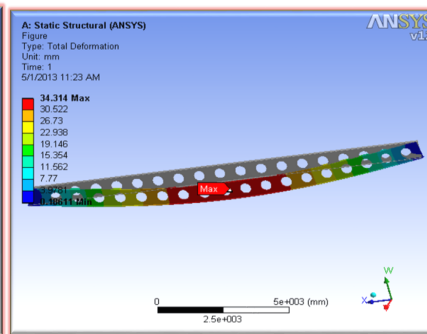 A: Static Structural (ANSYS)
Figure
Type: Total Deformation
Unit: mm
Time: 1
5/1/2013 11:23 AM
ANSYS
34.314 Max
30.522
26.73
22.938
19.146
15.354
11.562
7.77
Min
Max
0
5e+003 (mm)
2.5e+003
W
X